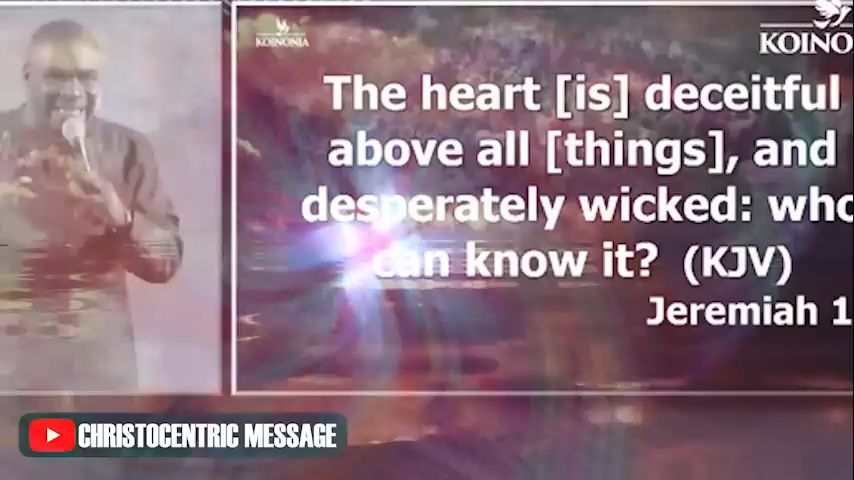 KOINONIA
KOINO
The heart [is] deceitful
above all [things], and
desperately wicked: who
can know it? (KJV)
Jeremiah 1
CHRISTOCENTRIC MESSAGE